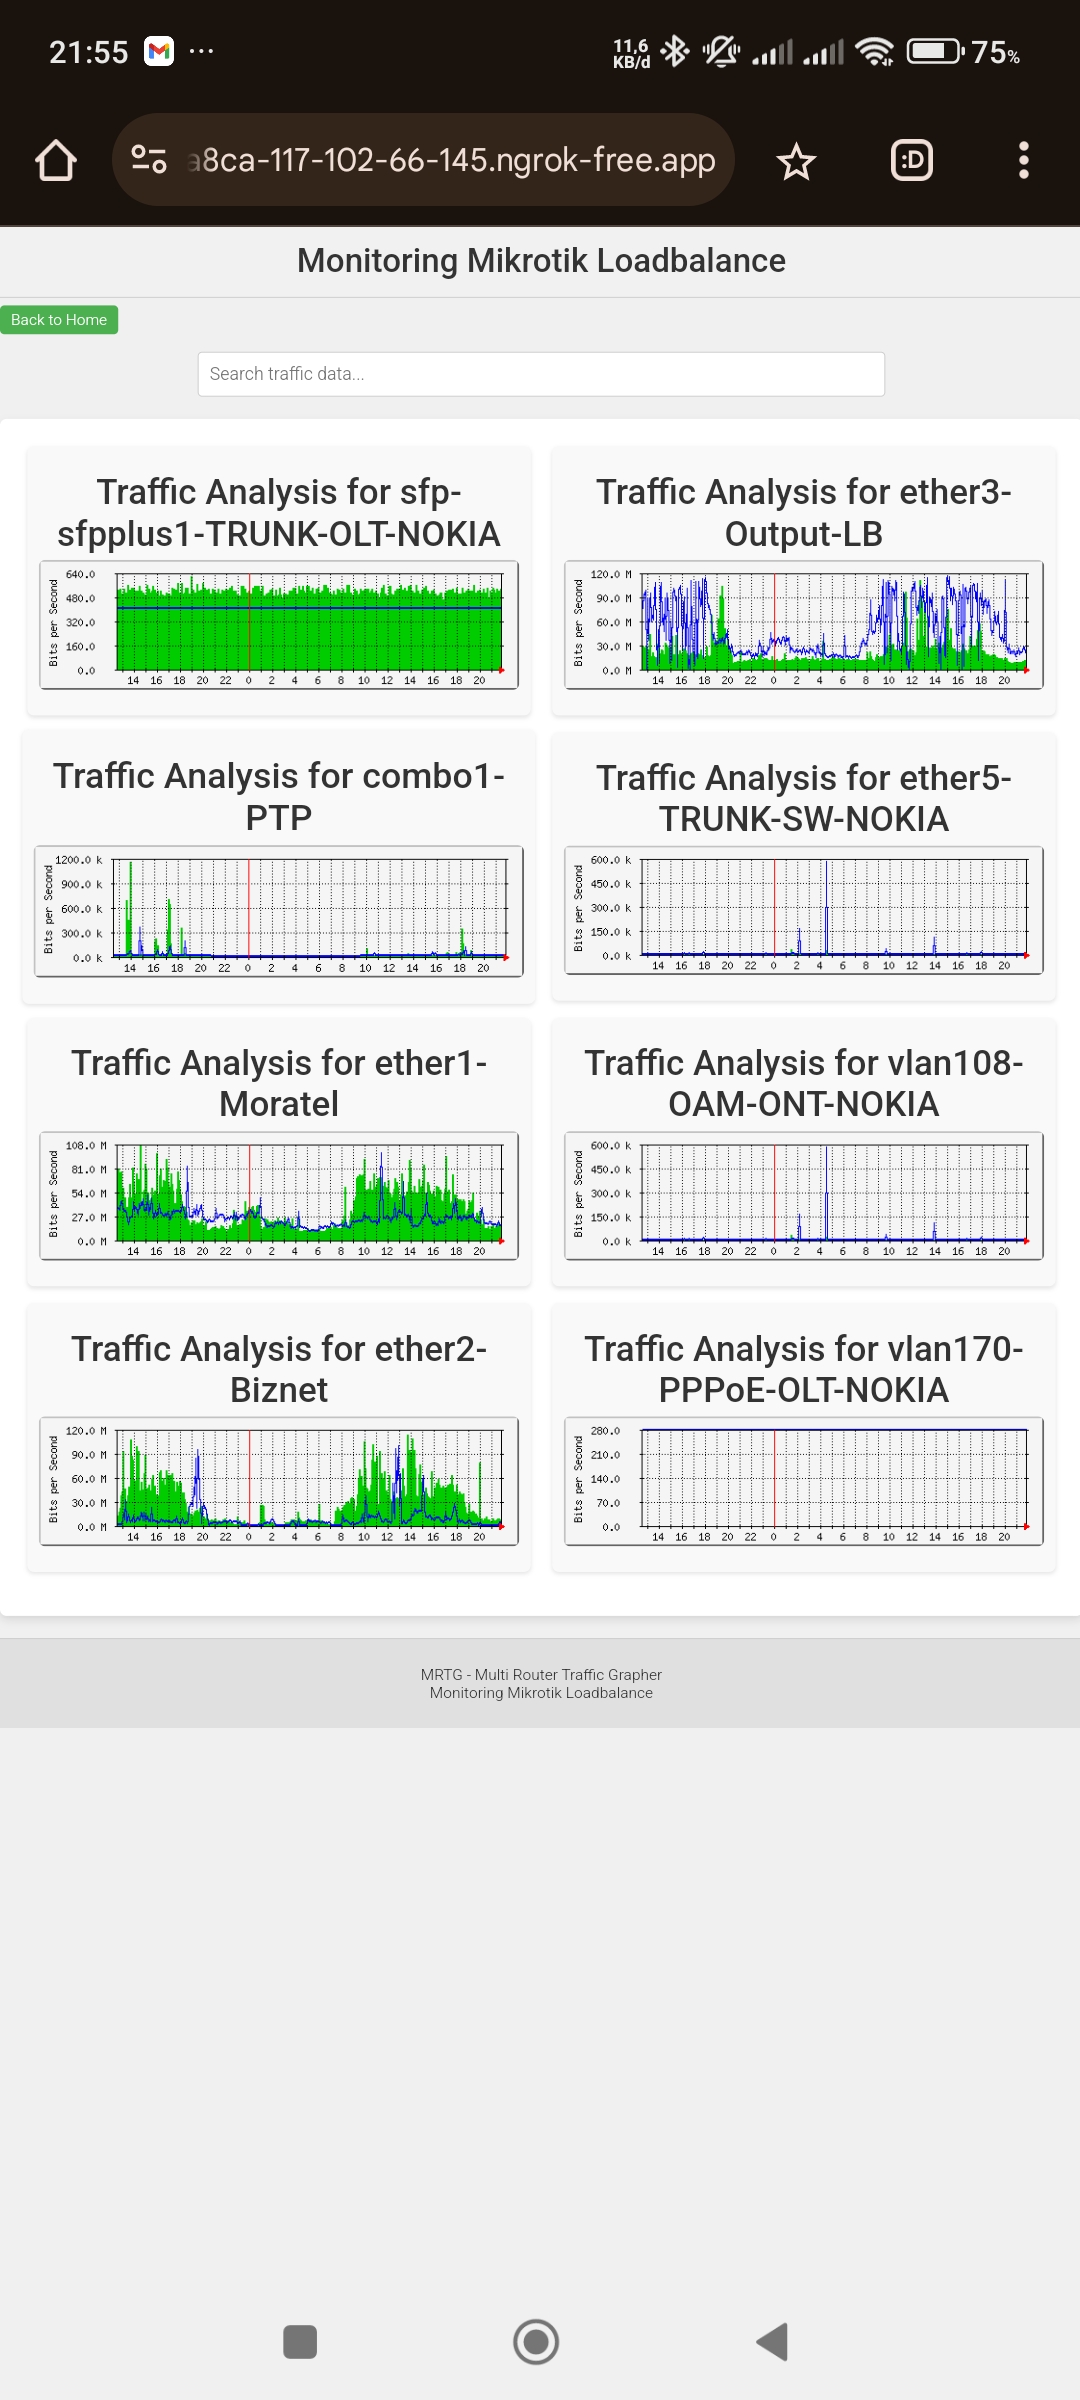 21:55
11,6
KB/d
75%
a8ca-117-102-66-145.ngrok-free.app
:D
Monitoring Mikrotik Loadbalance
Back to Home
Search traffic data...
Traffic Analysis for sfp-
sfpplus1-TRUNK-OLT-NOKIA
Bits per Second
640.0
480.0
320.0
160.0
0.0
14 16 18 20 22 0 2 4 6 8 10 12 14 16 18 20
Traffic Analysis for ether3-
Output-LB
Bits per Second
120.0 M
90.0 M
60.0 M
30.0 M
0.0 M
14 16 18 20 22 0 2 4 6 8 10 12 14 16 18 20
Traffic Analysis for combo1-
PTP
Bits per Second
1200.0 k
900.0 k
600.0 k
300.0 k
0.0 k
14 16 18 20 22 0 2 4 6 8 10 12 14 16 18 20
Traffic Analysis for ether5-
TRUNK-SW-NOKIA
Bits per Second
600.0 k
450.0 k
300.0 k
150.0 k
0.0 k
14 16 18 20 22 0 2 4 6 8 10 12 14 16 18 20
Traffic Analysis for ether1-
Moratel
Bits per Second
108.0 M
81.0 M
54.0 M
27.0 M
0.0 M
14 16 18 20 22 0 2 4 6 8 10 12 14 16 18 20
Traffic Analysis for vlan108-
OAM-ONT-NOKIA
Bits per Second
600.0 k
450.0 k
300.0 k
150.0 k
0.0 k
14 16 18 20 22 0 2 4 6 8 10 12 14 16 18 20
Traffic Analysis for ether2-
Biznet
Bits per Second
120.0 M
90.0 M
60.0 M
30.0 M
0.0 M
14 16 18 20 22 0 2 4 6 8 10 12 14 16 18 20
Traffic Analysis for vlan170-
PPPoE-OLT-NOKIA
Bits per Second
280.0
210.0
140.0
70.0
0.0
14 16 18 20 22 0 2 4 6 8 10 12 14 16 18 20
MRTG - Multi Router Traffic Grapher
Monitoring Mikrotik Loadbalance